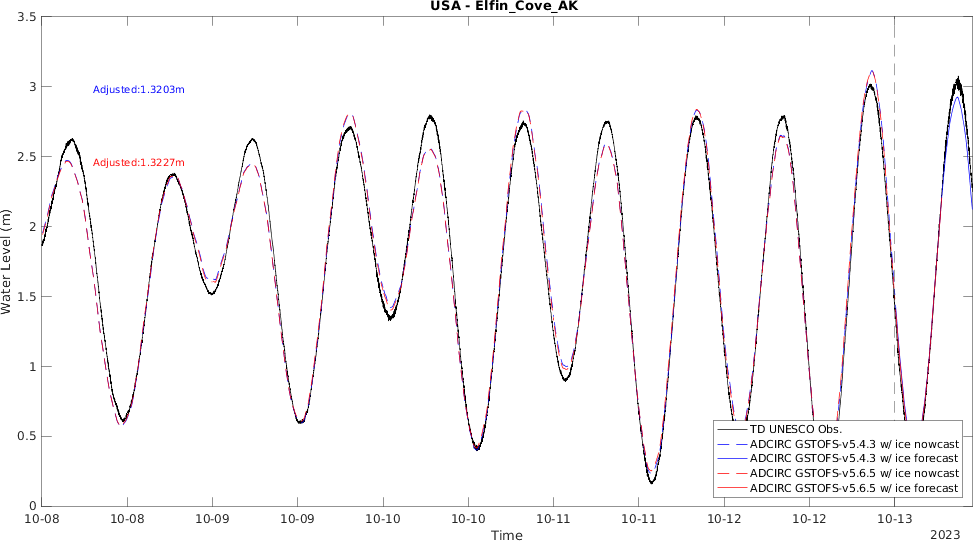 USA - Elfin_Cove_AK
3.5
3
2.5
2
1.5
1
0.5
0
Water Level (m)
Adjusted:1.3203m
Adjusted:1.3227m
TD UNESCO Obs.
ADCIRC GSTOFS-v5.4.3 w/ ice nowcast
ADCIRC GSTOFS-v5.4.3 w/ ice forecast
ADCIRC GSTOFS-v5.6.5 w/ ice nowcast
ADCIRC GSTOFS-v5.6.5 w/ ice forecast
10-08 10-08 10-09 10-09 10-10 10-10 10-11 10-11 10-12 10-12 10-13
Time
2023